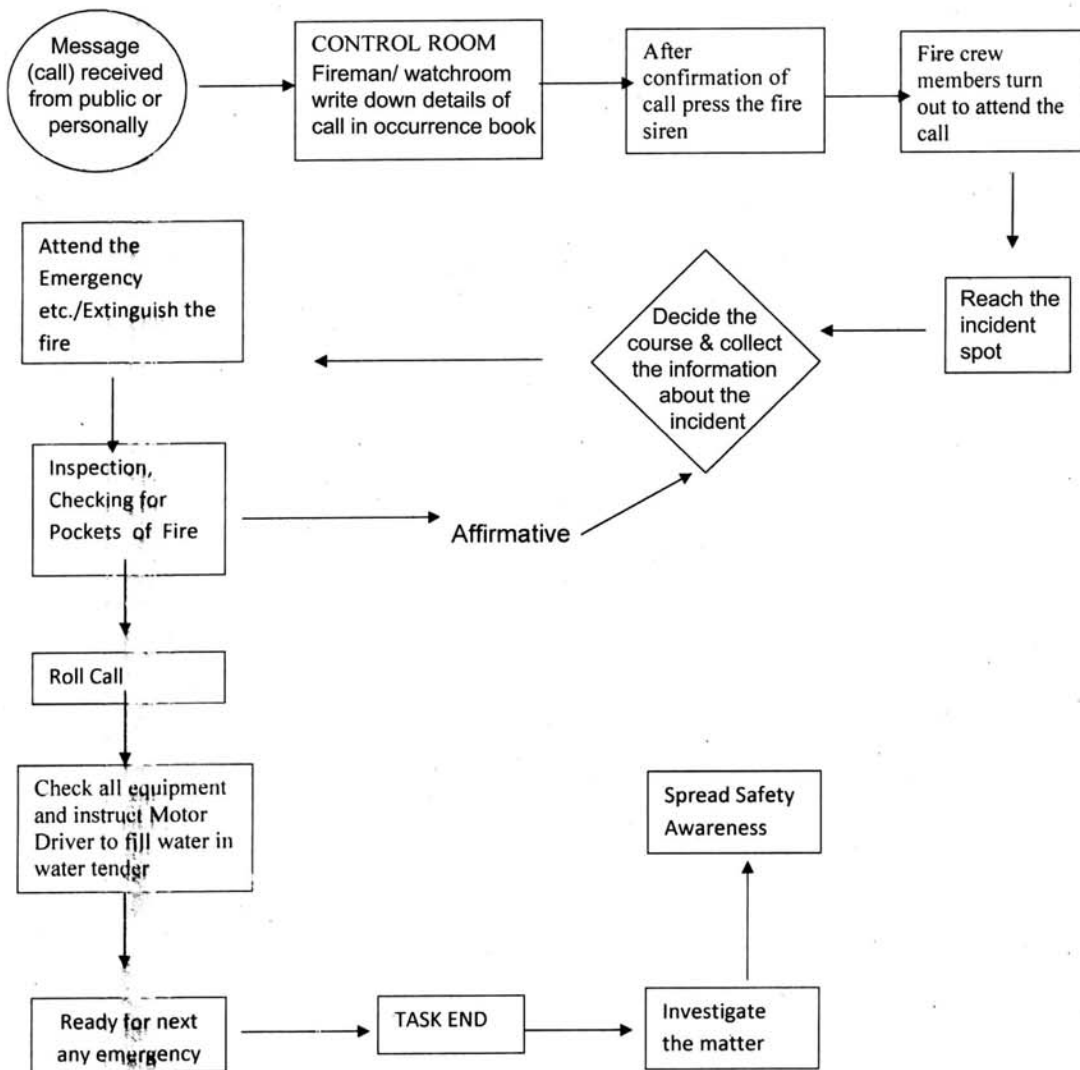 Message
(call) received
from public or
personally
CONTROL ROOM
Fireman/ watchroom
write down details of
call in occurrence book
After
confirmation of
call press the fire
siren
Fire crew
members turn
out to attend the
call
Reach the
incident
spot
Decide the
course & collect
the information
about the
incident
Attend the
Emergency
etc./Extinguish the
fire
Inspection,
Checking for
Pockets of Fire
Affirmative
Roll Call
Check all equipment
and instruct Motor
Driver to fill water in
water tender
Ready for next
any emergency
TASK END
Investigate
the matter
Spread Safety
Awareness